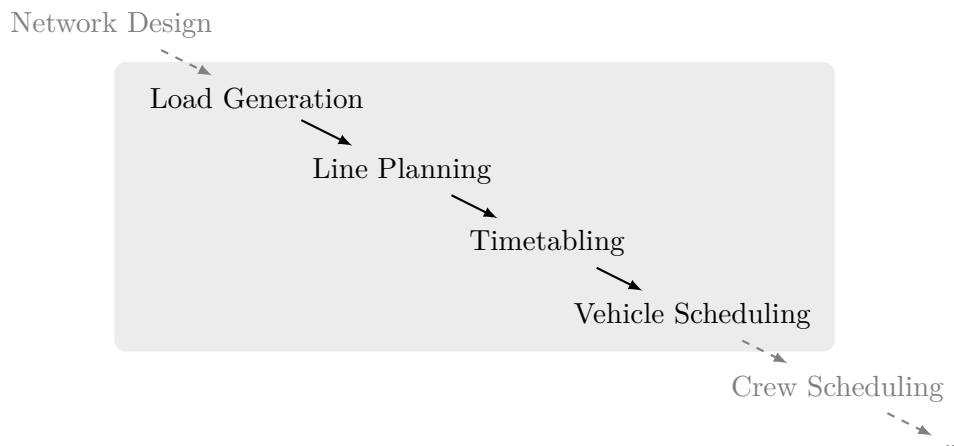 Network Design
Load Generation
Line Planning
Timetabling
Vehicle Scheduling
Crew Scheduling